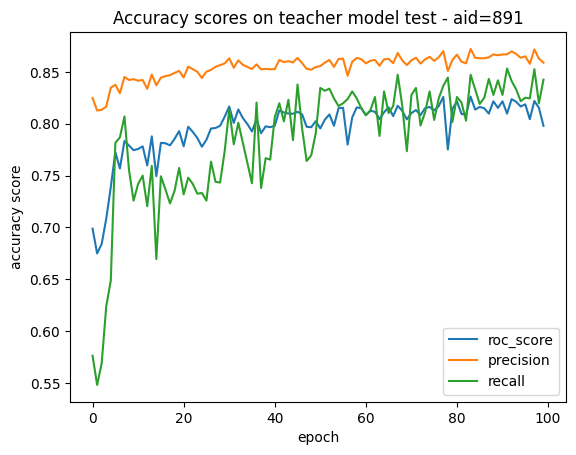 Accuracy scores on teacher model test - aid=891
accuracy score
0.85
0.80
0.75
0.70
0.65
0.60
0.55
roc_score
precision
recall
0 20 40 60 80 100
epoch